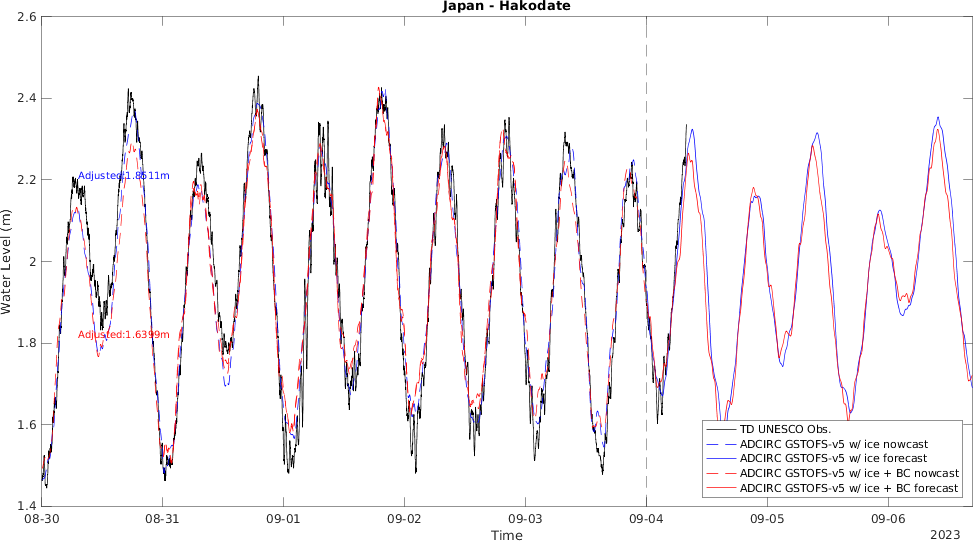 Japan - Hakodate
2.6
2.4
2.2
2
1.8
1.6
1.4
Water Level (m)
Adjusted:1.8511m
Adjusted:1.6399m
TD UNESCO Obs.
ADCIRC GSTOFS-v5 w/ ice nowcast
ADCIRC GSTOFS-v5 w/ ice forecast
ADCIRC GSTOFS-v5 w/ ice + BC nowcast
ADCIRC GSTOFS-v5 w/ ice + BC forecast
08-30 08-31 09-01 09-02 09-03 09-04 09-05 09-06
Time
2023